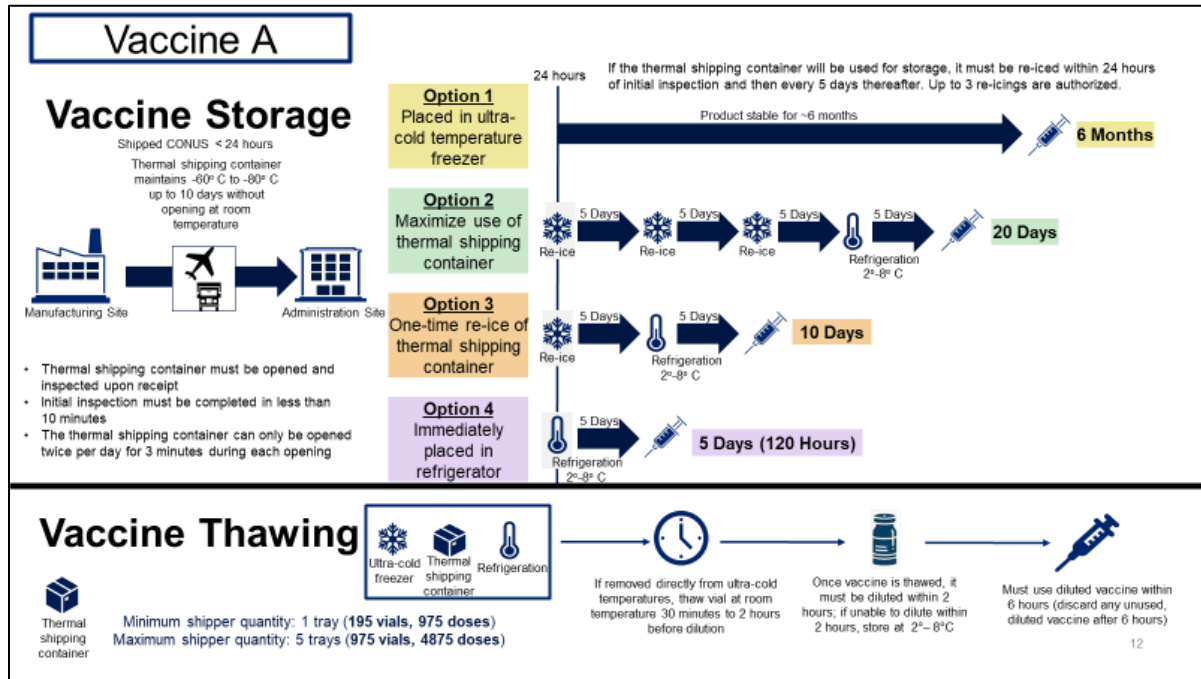 Vaccine A
Vaccine Storage
Shipped CONUS < 24 hours
Thermal shipping container
maintains -60° C to -80° C
up to 10 days without
opening at room
temperature
Manufacturing Site
Administration Site
• Thermal shipping container must be opened and
inspected upon receipt
• Initial inspection must be completed in less than
10 minutes
• The thermal shipping container can only be opened
twice per day for 3 minutes during each opening
24 hours
If the thermal shipping container will be used for storage, it must be re-iced within 24 hours
of initial inspection and then every 5 days thereafter. Up to 3 re-icings are authorized.
Option 1
Placed in ultra-
cold temperature
freezer
Product stable for ~6 months
6 Months
Option 2
Maximize use of
thermal shipping
container
5 Days
5 Days
5 Days
5 Days
Re-ice
Re-ice
Re-ice
Refrigeration
2°-8° C
20 Days
Option 3
One-time re-ice of
thermal shipping
container
5 Days
5 Days
Re-ice
Refrigeration
2°-8° C
10 Days
Option 4
Immediately
placed in
refrigerator
5 Days
Refrigeration
2°-8° C
5 Days (120 Hours)
Vaccine Thawing
Ultra-cold
freezer
Thermal
shipping
container
Refrigeration
Thermal
shipping
container
Minimum shipper quantity: 1 tray (195 vials, 975 doses)
Maximum shipper quantity: 5 trays (975 vials, 4875 doses)
If removed directly from ultra-cold
temperatures, thaw vial at room
temperature 30 minutes to 2 hours
before dilution
Once vaccine is thawed, it
must be diluted within 2
hours; if unable to dilute within
2 hours, store at 2°– 8°C
Must use diluted vaccine within
6 hours (discard any unused,
diluted vaccine after 6 hours)
12